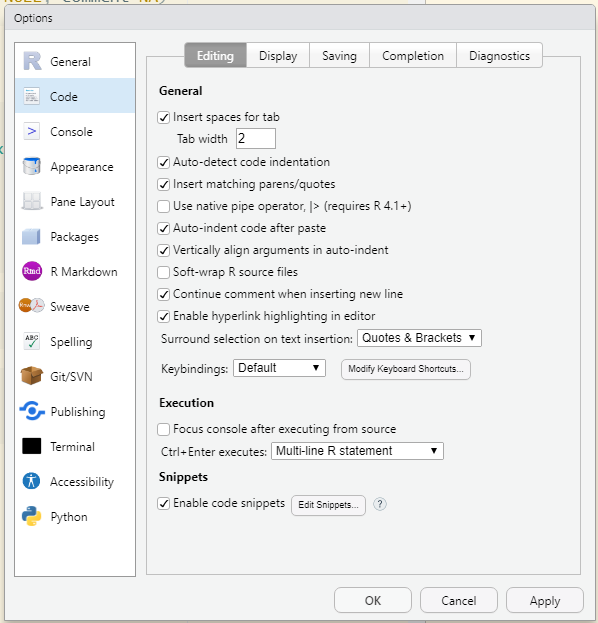 NULL, comment NA)
Options
General
Code
> Console
Appearance
Pane Layout
Packages
Rmd R Markdown
Sweave
ABC Spelling
Git/SVN
Publishing
Terminal
Accessibility
Python
Editing Display Saving Completion Diagnostics
General
Insert spaces for tab
Tab width 2
Auto-detect code indentation
Insert matching parens/quotes
Use native pipe operator, |> (requires R 4.1+)
Auto-indent code after paste
Vertically align arguments in auto-indent
Soft-wrap R source files
Continue comment when inserting new line
Enable hyperlink highlighting in editor
Surround selection on text insertion: Quotes & Brackets
Keybindings: Default Modify Keyboard Shortcuts...
Execution
Focus console after executing from source
Ctrl+Enter executes: Multi-line R statement
Snippets
Enable code snippets Edit Snippets... ?
OK Cancel Apply